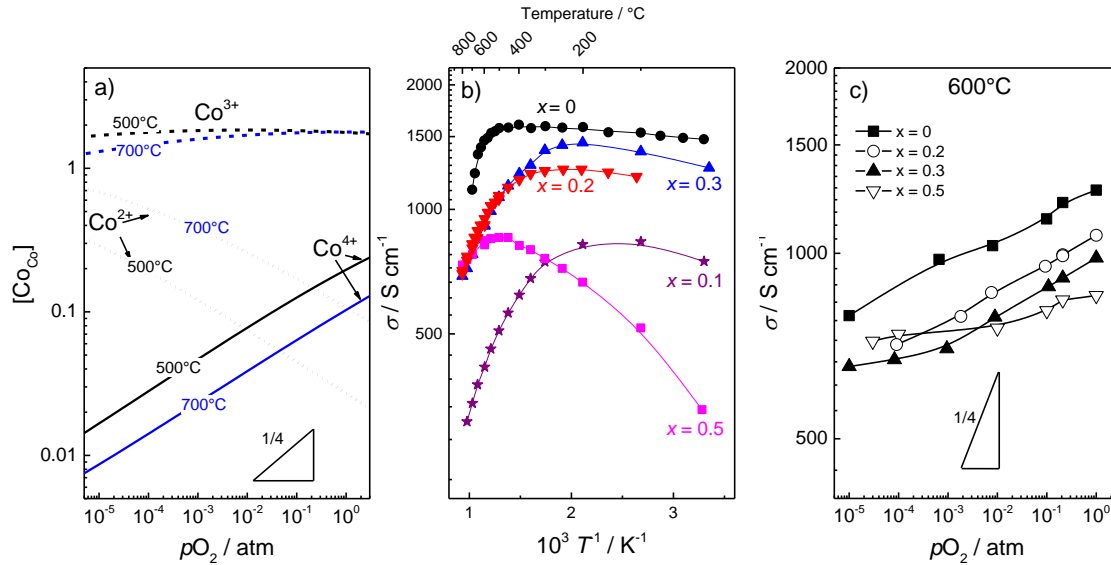 Temperature / °C
800 600 400 200
a)
Co³⁺
500°C
700°C
Co²⁺
700°C
500°C
Co⁴⁺
500°C
700°C
1/4
1
0.1
0.01
[Co_Co]
10⁻⁵ 10⁻⁴ 10⁻³ 10⁻² 10⁻¹ 10⁰
pO₂ / atm
b)
2000
1500
1000
500
σ / S cm⁻¹
x = 0
x = 0.3
x = 0.2
x = 0.1
x = 0.5
1 2 3
10³ T¹ / K⁻¹
c)
600°C
x = 0
x = 0.2
x = 0.3
x = 0.5
1/4
2000
1000
500
σ / S cm⁻¹
10⁻⁵ 10⁻⁴ 10⁻³ 10⁻² 10⁻¹ 10⁰
pO₂ / atm